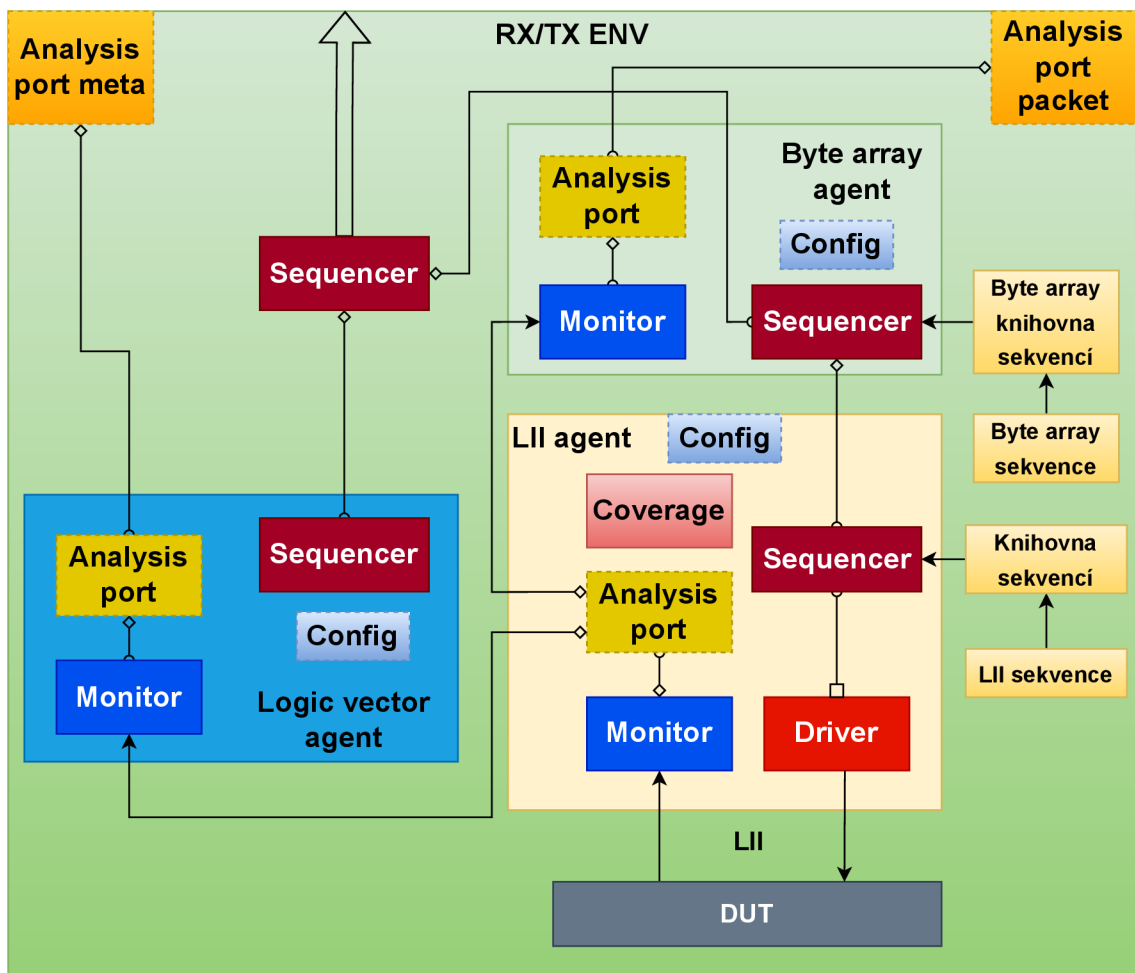 RX/TX ENV
Analysis
port meta
Analysis
port
packet
Byte array
agent
Analysis
port
Config
Sequencer
Monitor
Sequencer
Byte array
knihovna
sekvencí
Byte array
sekvence
LII agent
Config
Coverage
Sequencer
Analysis
port
Knihovna
sekvencí
LII sekvence
Monitor
Driver
Analysis
port
Sequencer
Config
Monitor
Logic vector
agent
LII
DUT